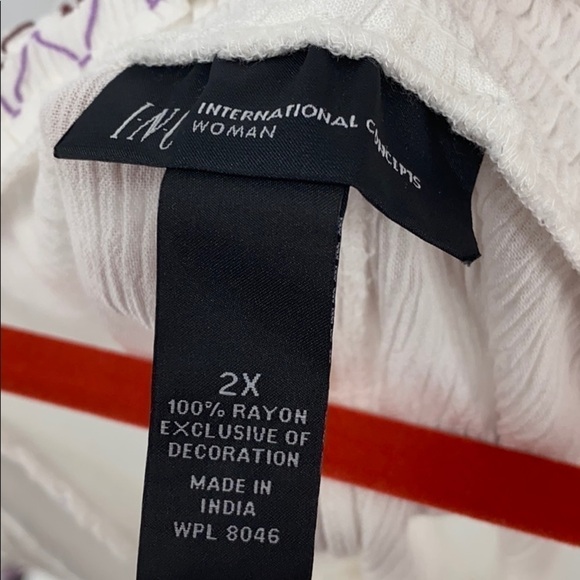 I·N·C INTERNATIONAL CONCEPTS
WOMAN
2X
100% RAYON
EXCLUSIVE OF
DECORATION
MADE IN
INDIA
WPL 8046